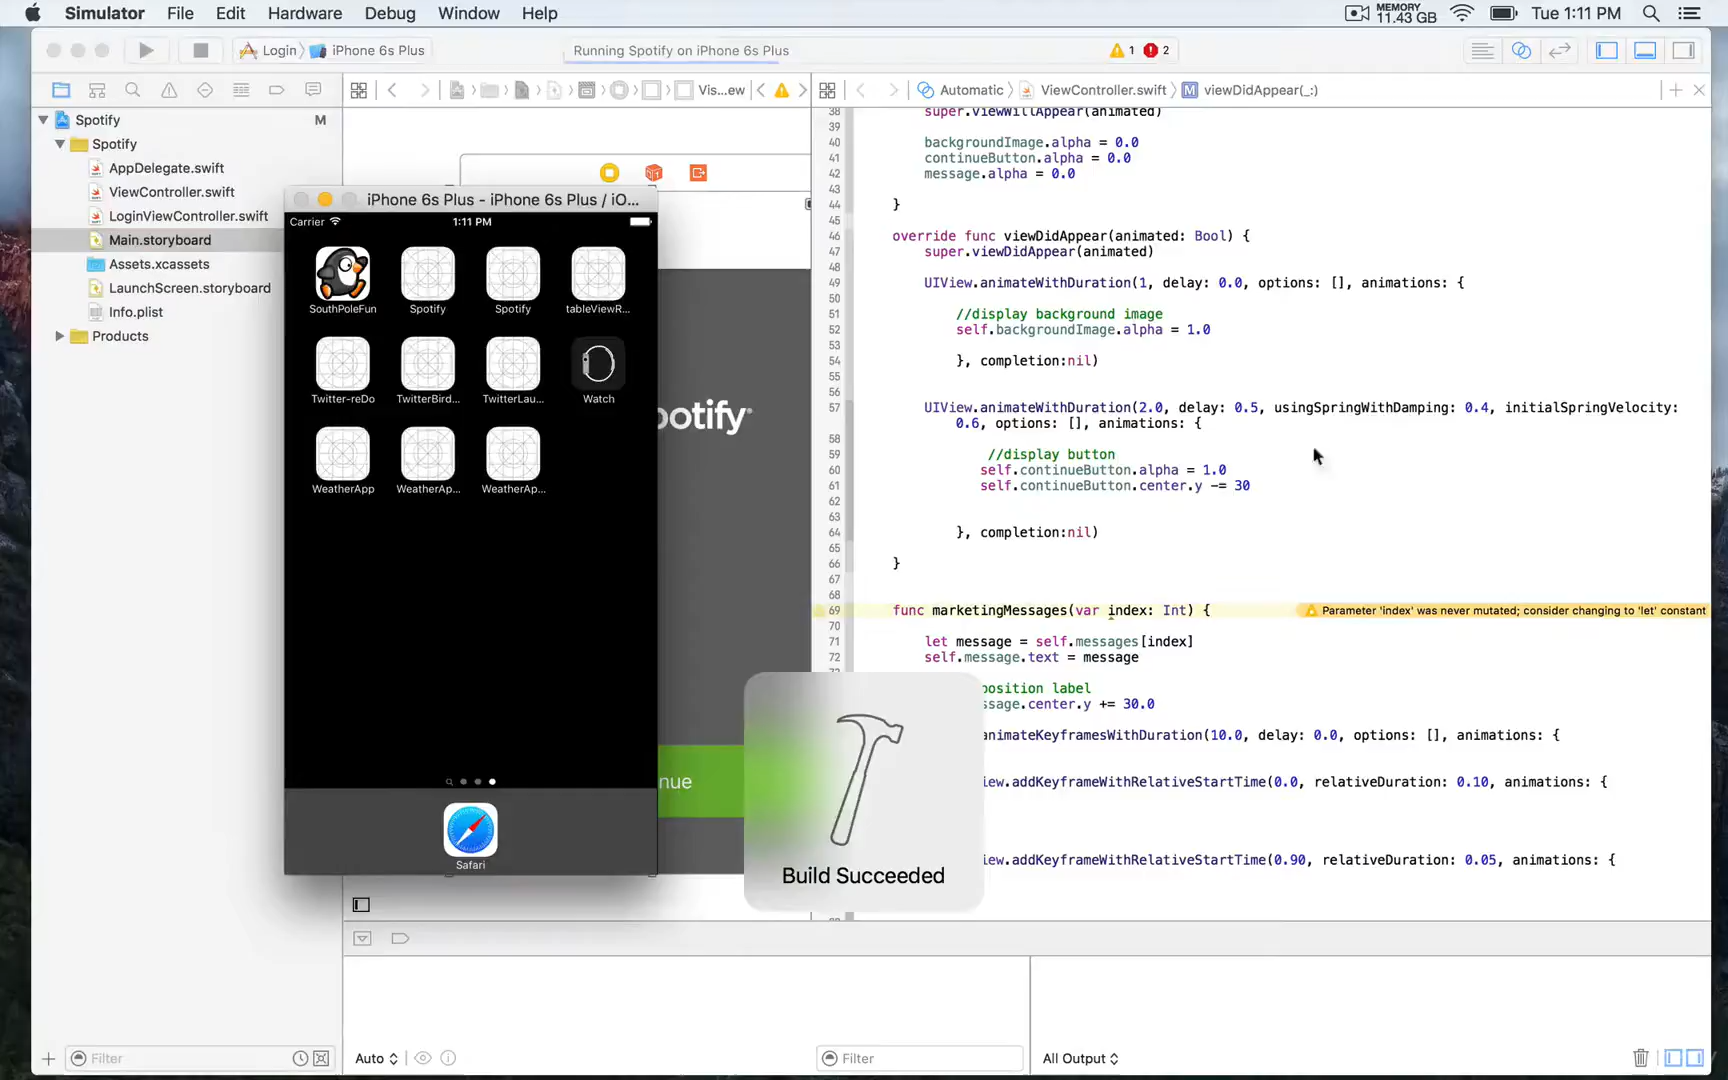 Simulator File Edit Hardware Debug Window Help MEMORY 11.43 GB Tue 1:11 PM
Login iPhone 6s Plus Running Spotify on iPhone 6s Plus 1 2
Vis...ew Automatic ViewController.swift M viewDidAppear(_:)
Spotify M
Spotify
AppDelegate.swift
ViewController.swift
LoginViewController.swift
Main.storyboard
Assets.xcassets
LaunchScreen.storyboard
Info.plist
Products
Filter
iPhone 6s Plus - iPhone 6s Plus / iO...
Carrier 1:11 PM
SouthPoleFun Spotify Spotify tableViewR...
Twitter-reDo TwitterBird... TwitterLau... Watch
WeatherApp WeatherAp... WeatherAp...
Safari
potify
nue
Build Succeeded
38 super.viewWillAppear(animated)
39
40 backgroundImage.alpha = 0.0
41 continueButton.alpha = 0.0
42 message.alpha = 0.0
43
44 }
45
46 override func viewDidAppear(animated: Bool) {
47 super.viewDidAppear(animated)
48
49 UIView.animateWithDuration(1, delay: 0.0, options: [], animations: {
50
51 //display background image
52 self.backgroundImage.alpha = 1.0
53
54 }, completion:nil)
55
56
57 UIView.animateWithDuration(2.0, delay: 0.5, usingSpringWithDamping: 0.4, initialSpringVelocity:
0.6, options: [], animations: {
58
59 //display button
60 self.continueButton.alpha = 1.0
61 self.continueButton.center.y -= 30
62
63
64 }, completion:nil)
65
66 }
67
68
69 func marketingMessages(var index: Int) { Parameter 'index' was never mutated; consider changing to 'let' constant
70
71 let message = self.messages[index]
72 self.message.text = message
position label
ssage.center.y += 30.0
animateKeyframesWithDuration(10.0, delay: 0.0, options: [], animations: {
iew.addKeyframeWithRelativeStartTime(0.0, relativeDuration: 0.10, animations: {
iew.addKeyframeWithRelativeStartTime(0.90, relativeDuration: 0.05, animations: {
Auto Filter All Output